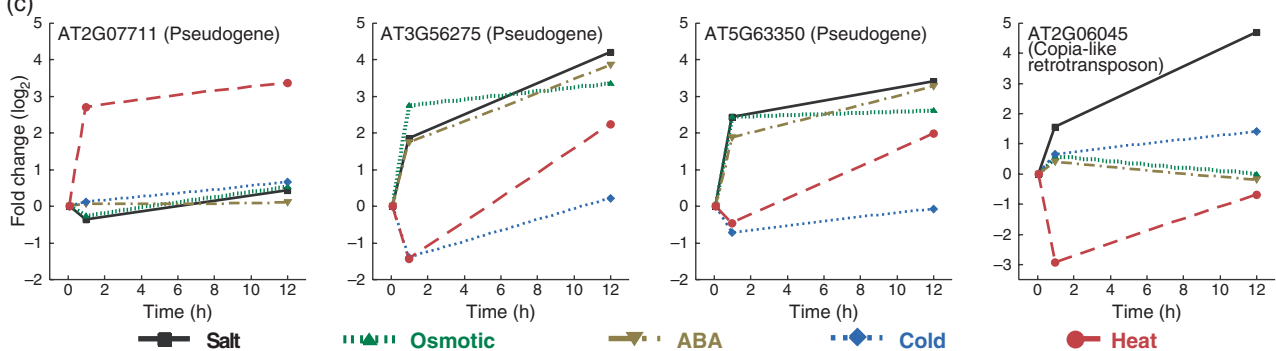 (c)
AT2G07711 (Pseudogene)
AT3G56275 (Pseudogene)
AT5G63350 (Pseudogene)
AT2G06045
(Copia-like
retrotransposon)
Fold change (log2)
5
4
3
2
1
0
–1
–2
5
4
3
2
1
0
–1
–2
5
4
3
2
1
0
–1
–2
5
4
3
2
1
0
–1
–2
–3
0 2 4 6 8 10 12
0 2 4 6 8 10 12
0 2 4 6 8 10 12
0 2 4 6 8 10 12
Time (h)
Time (h)
Time (h)
Time (h)
Salt
Osmotic
ABA
Cold
Heat